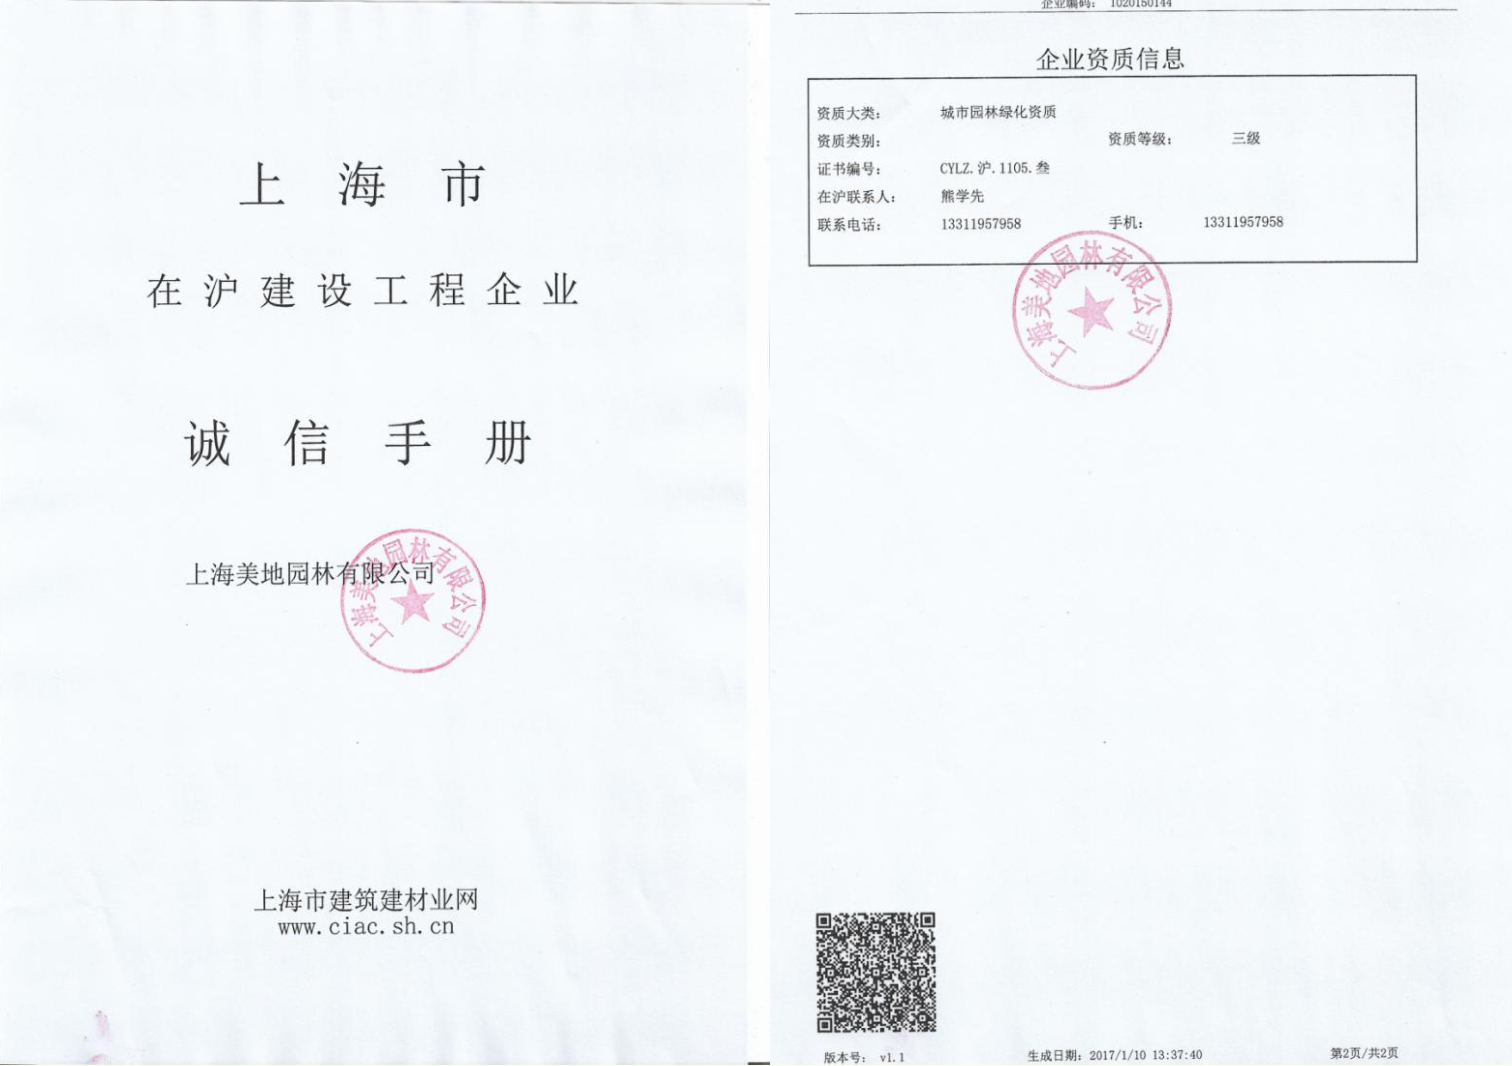 上海市
在沪建设工程企业
诚信手册
上海美地园林有限公司
上海美地园林有限公司
上海市建筑建材业网
www.ciac.sh.cn
企业编码： 1020150144
企业资质信息
资质大类： 城市园林绿化资质
资质类别： 资质等级： 三级
证书编号： CYLZ.沪.1105.叁
在沪联系人： 熊学先
联系电话： 13311957958 手机： 13311957958
上海美地园林有限公司
版本号： v1.1 生成日期：2017/1/10 13:37:40 第2页/共2页